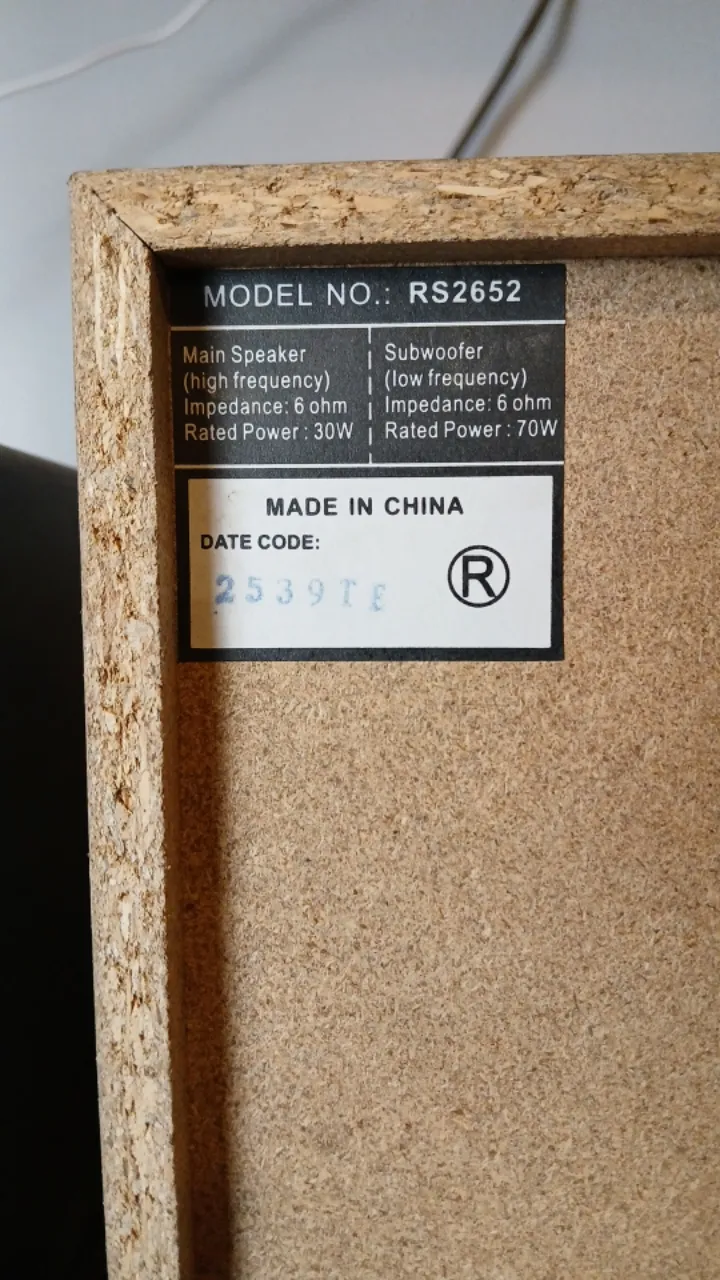 MODEL NO.: RS2652
Main Speaker
(high frequency)
Impedance: 6 ohm
Rated Power : 30W
Subwoofer
(low frequency)
Impedance: 6 ohm
Rated Power : 70W
MADE IN CHINA
DATE CODE:
2539TE
®